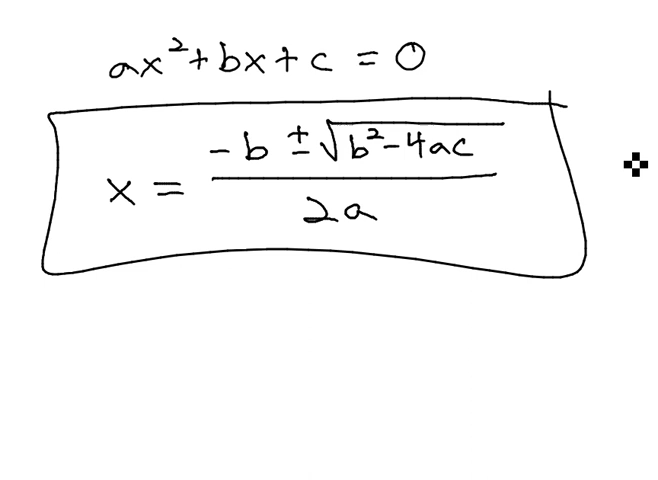 ax²+bx+c = 0
x = (-b ± √(b²-4ac)) / 2a